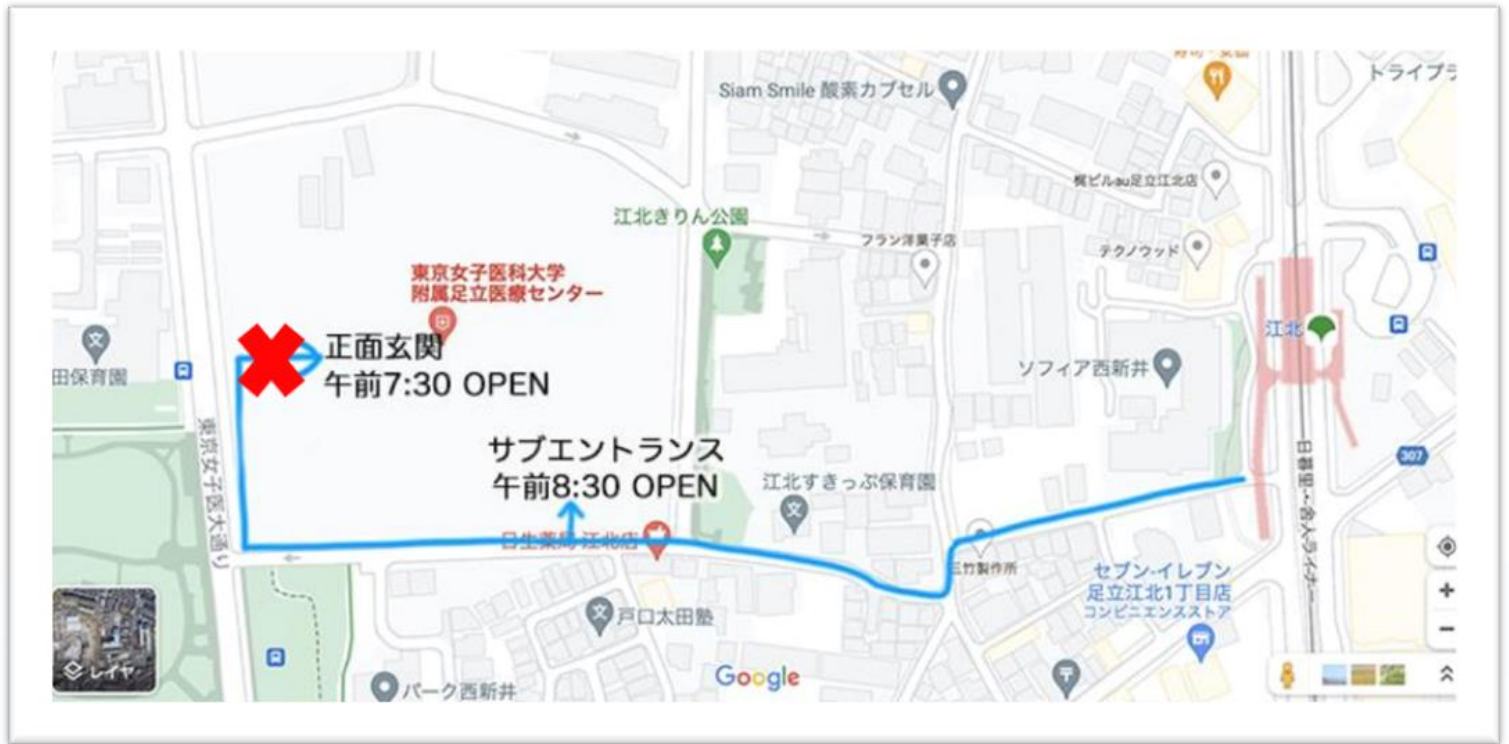 Siam Smile 酸素カプセル
トライプラ
梶ビルau足立江北店
江北きりん公園
フラン洋菓子店
テクノウッド
東京女子医科大学
附属足立医療センター
江北
正面玄関
午前7:30 OPEN
田保育園
ソフィア西新井
東京女子医大通り
サブエントランス
午前8:30 OPEN
江北すきっぷ保育園
307
日暮里・舎人ライナー
日生薬局 江北店
三竹製作所
セブン-イレブン
足立江北1丁目店
コンビニエンスストア
戸口太田塾
レイヤ
Google
パーク西新井